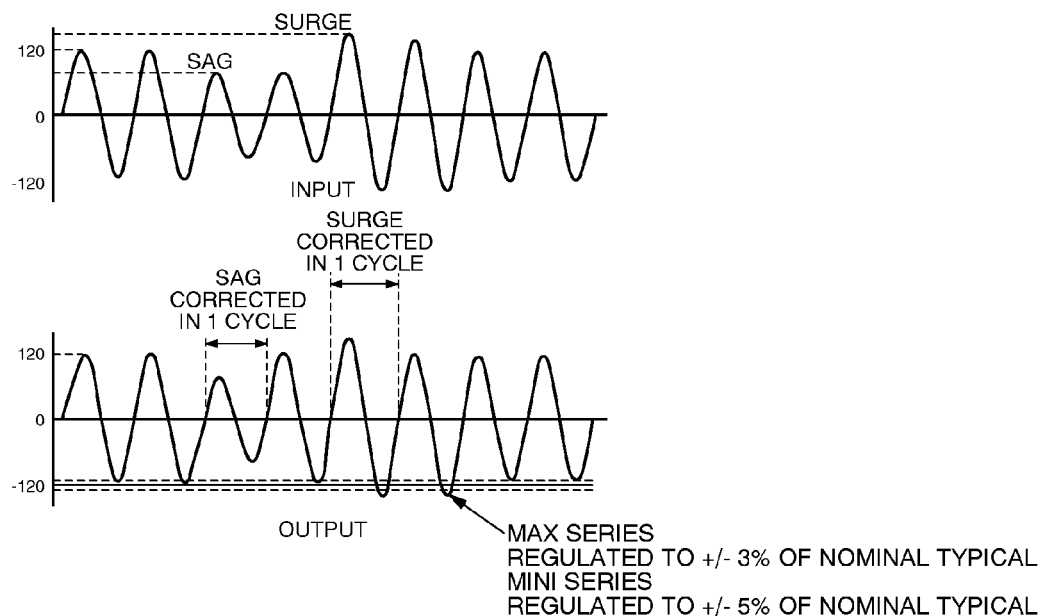 SURGE
120
SAG
0
-120
INPUT
SURGE
CORRECTED
IN 1 CYCLE
SAG
CORRECTED
IN 1 CYCLE
120
0
-120
OUTPUT
MAX SERIES
REGULATED TO +/- 3% OF NOMINAL TYPICAL
MINI SERIES
REGULATED TO +/- 5% OF NOMINAL TYPICAL